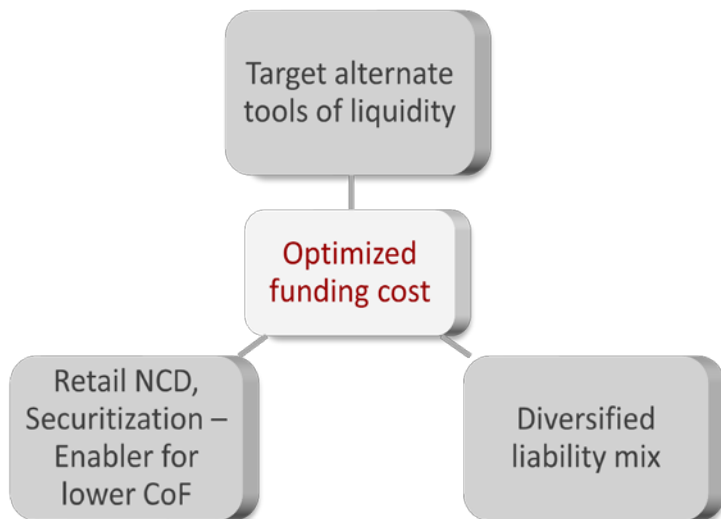 Target alternate
tools of liquidity
Optimized
funding cost
Retail NCD,
Securitization –
Enabler for
lower CoF
Diversified
liability mix